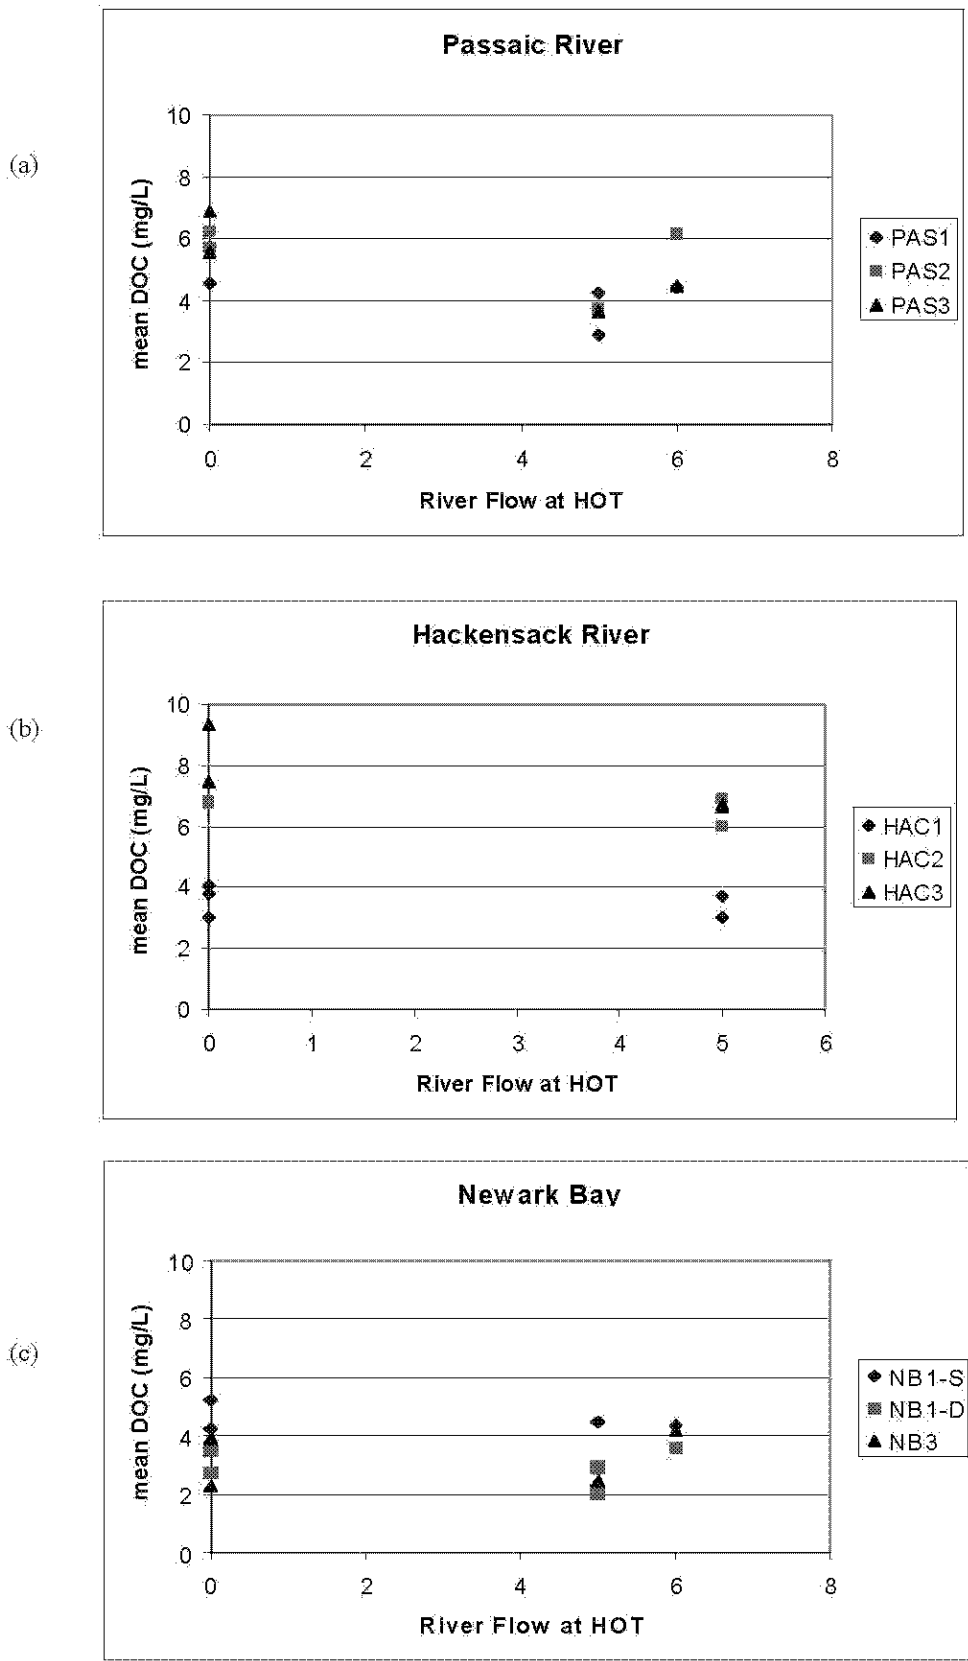 (a)
Passaic River
mean DOC (mg/L)
10
8
6
4
2
0
0 2 4 6 8
River Flow at HOT
PAS1
PAS2
PAS3
(b)
Hackensack River
mean DOC (mg/L)
10
8
6
4
2
0
0 1 2 3 4 5 6
River Flow at HOT
HAC1
HAC2
HAC3
(c)
Newark Bay
mean DOC (mg/L)
10
8
6
4
2
0
0 2 4 6 8
River Flow at HOT
NB1-S
NB1-D
NB3